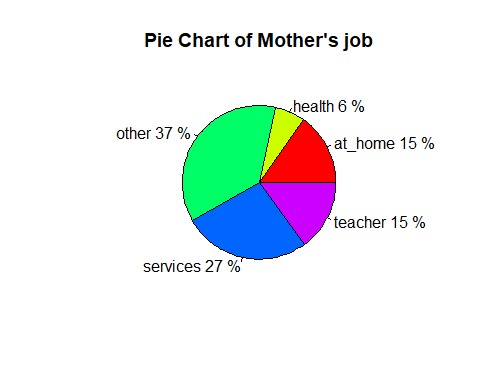 Pie Chart of Mother's job
health 6 %
other 37 %
at_home 15 %
teacher 15 %
services 27 %